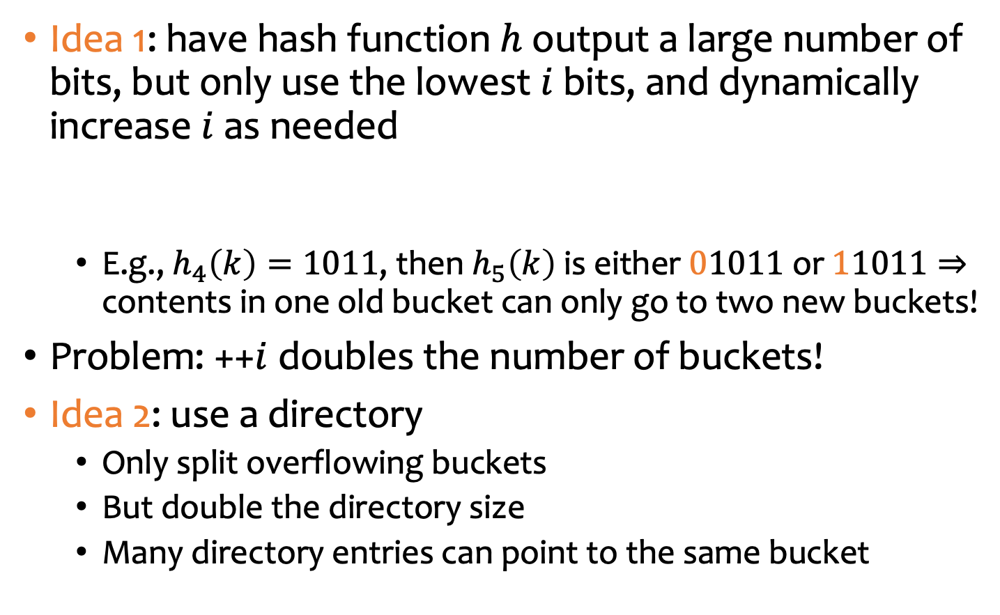 • Idea 1: have hash function ℎ output a large number of
bits, but only use the lowest 𝑖 bits, and dynamically
increase 𝑖 as needed
• E.g., ℎ₄(𝑘) = 1011, then ℎ₅(𝑘) is either 01011 or 11011 ⇒
contents in one old bucket can only go to two new buckets!
• Problem: ++𝑖 doubles the number of buckets!
• Idea 2: use a directory
• Only split overflowing buckets
• But double the directory size
• Many directory entries can point to the same bucket